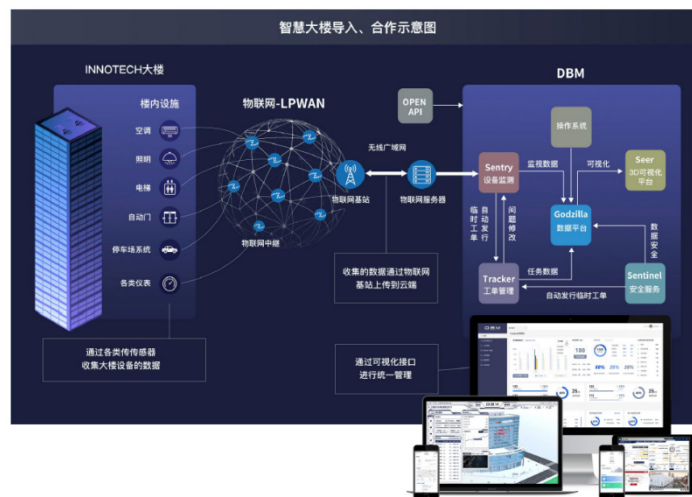 智慧大楼导入、合作示意图
INNOTECH大楼
楼内设施
空调
照明
电梯
自动门
停车场系统
各类仪表
通过各类传传感器
收集大楼设备的数据
物联网-LPWAN
物联网中继
无线广域网
物联网基站
物联网服务器
收集的数据通过物联网
基站上传到云端
OPEN
API
DBM
操作系统
Sentry
设备监测
监视数据
可视化
Seer
3D可视化
平台
Godzilla
数据平台
临时工单
自动发行
问题修改
数据安全
Tracker
工单管理
任务数据
Sentinel
安全服务
自动发行临时工单
通过可视化接口
进行统一管理